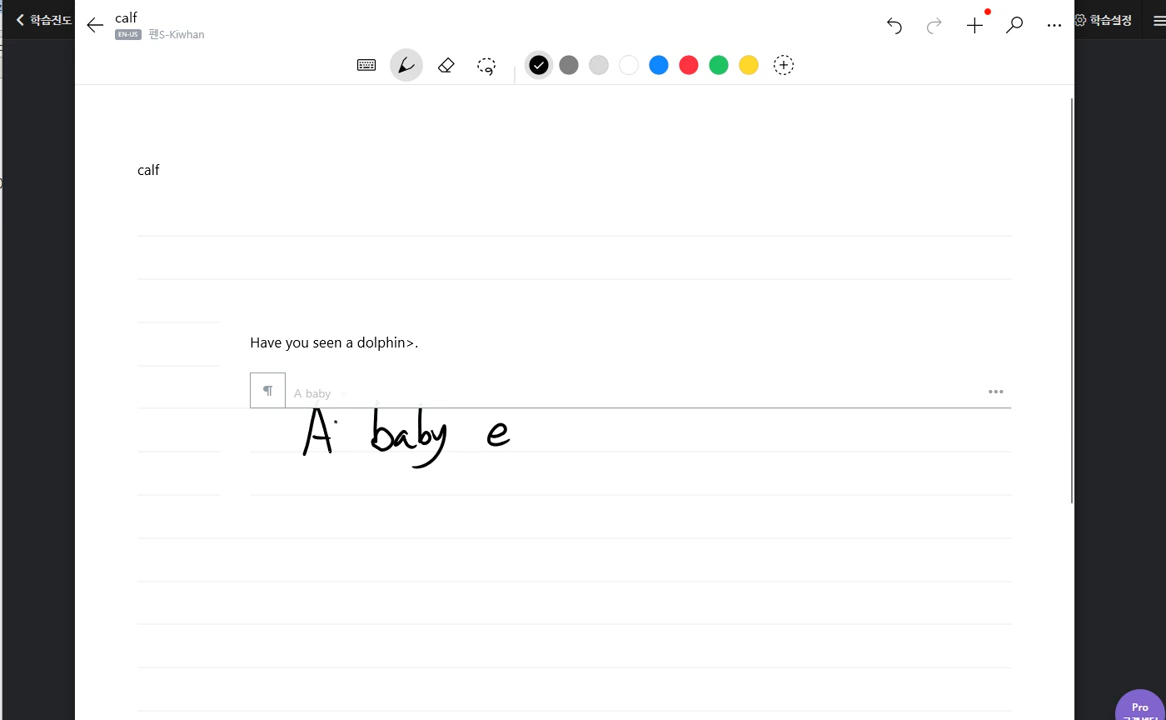 학습진도
calf
EN-US 펜S-Kiwhan
학습설정
calf
Have you seen a dolphin>.
A baby
A baby e
Pro